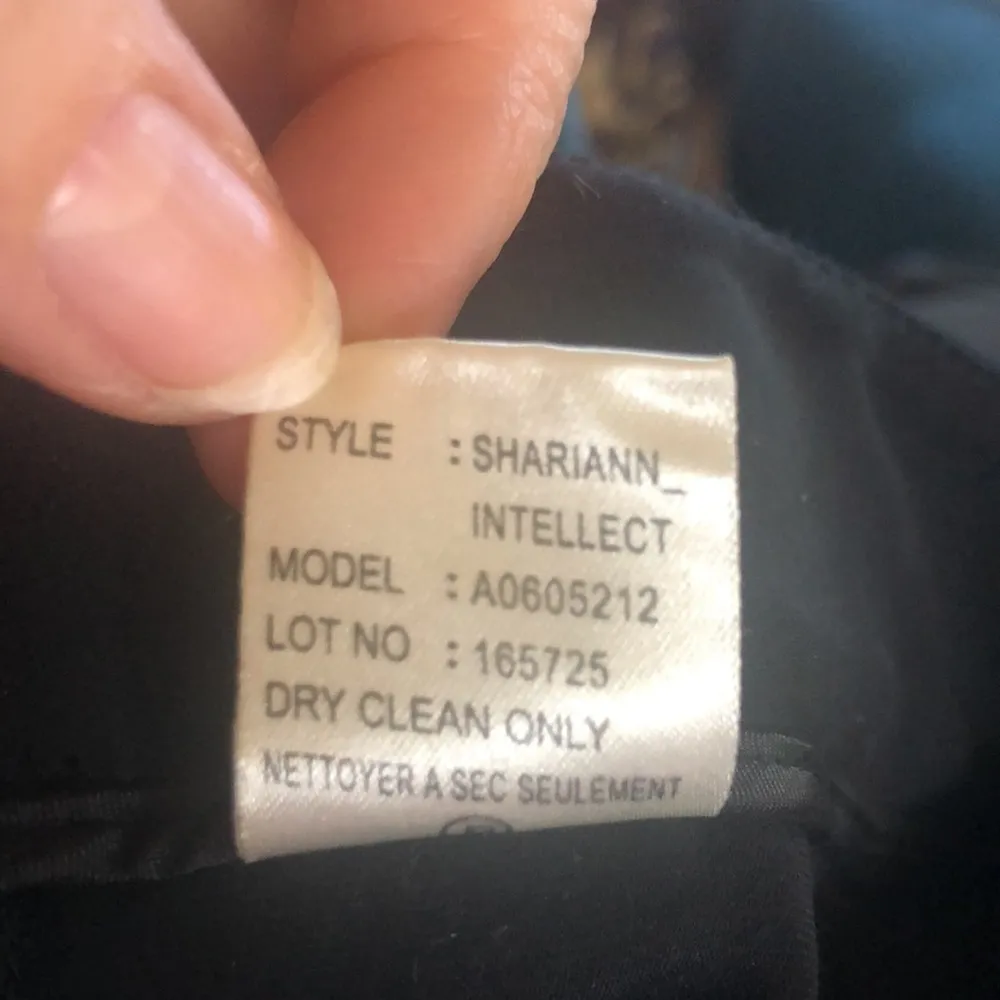 STYLE : SHARIANN_
INTELLECT
MODEL : A0605212
LOT NO : 165725
DRY CLEAN ONLY
NETTOYER A SEC SEULEMENT